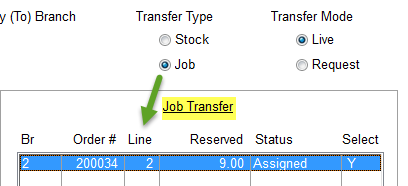 y (To) Branch Transfer Type Transfer Mode
Stock Live
Job Request
Job Transfer
Br Order # Line Reserved Status Select
2 200034 2 9.00 Assigned Y